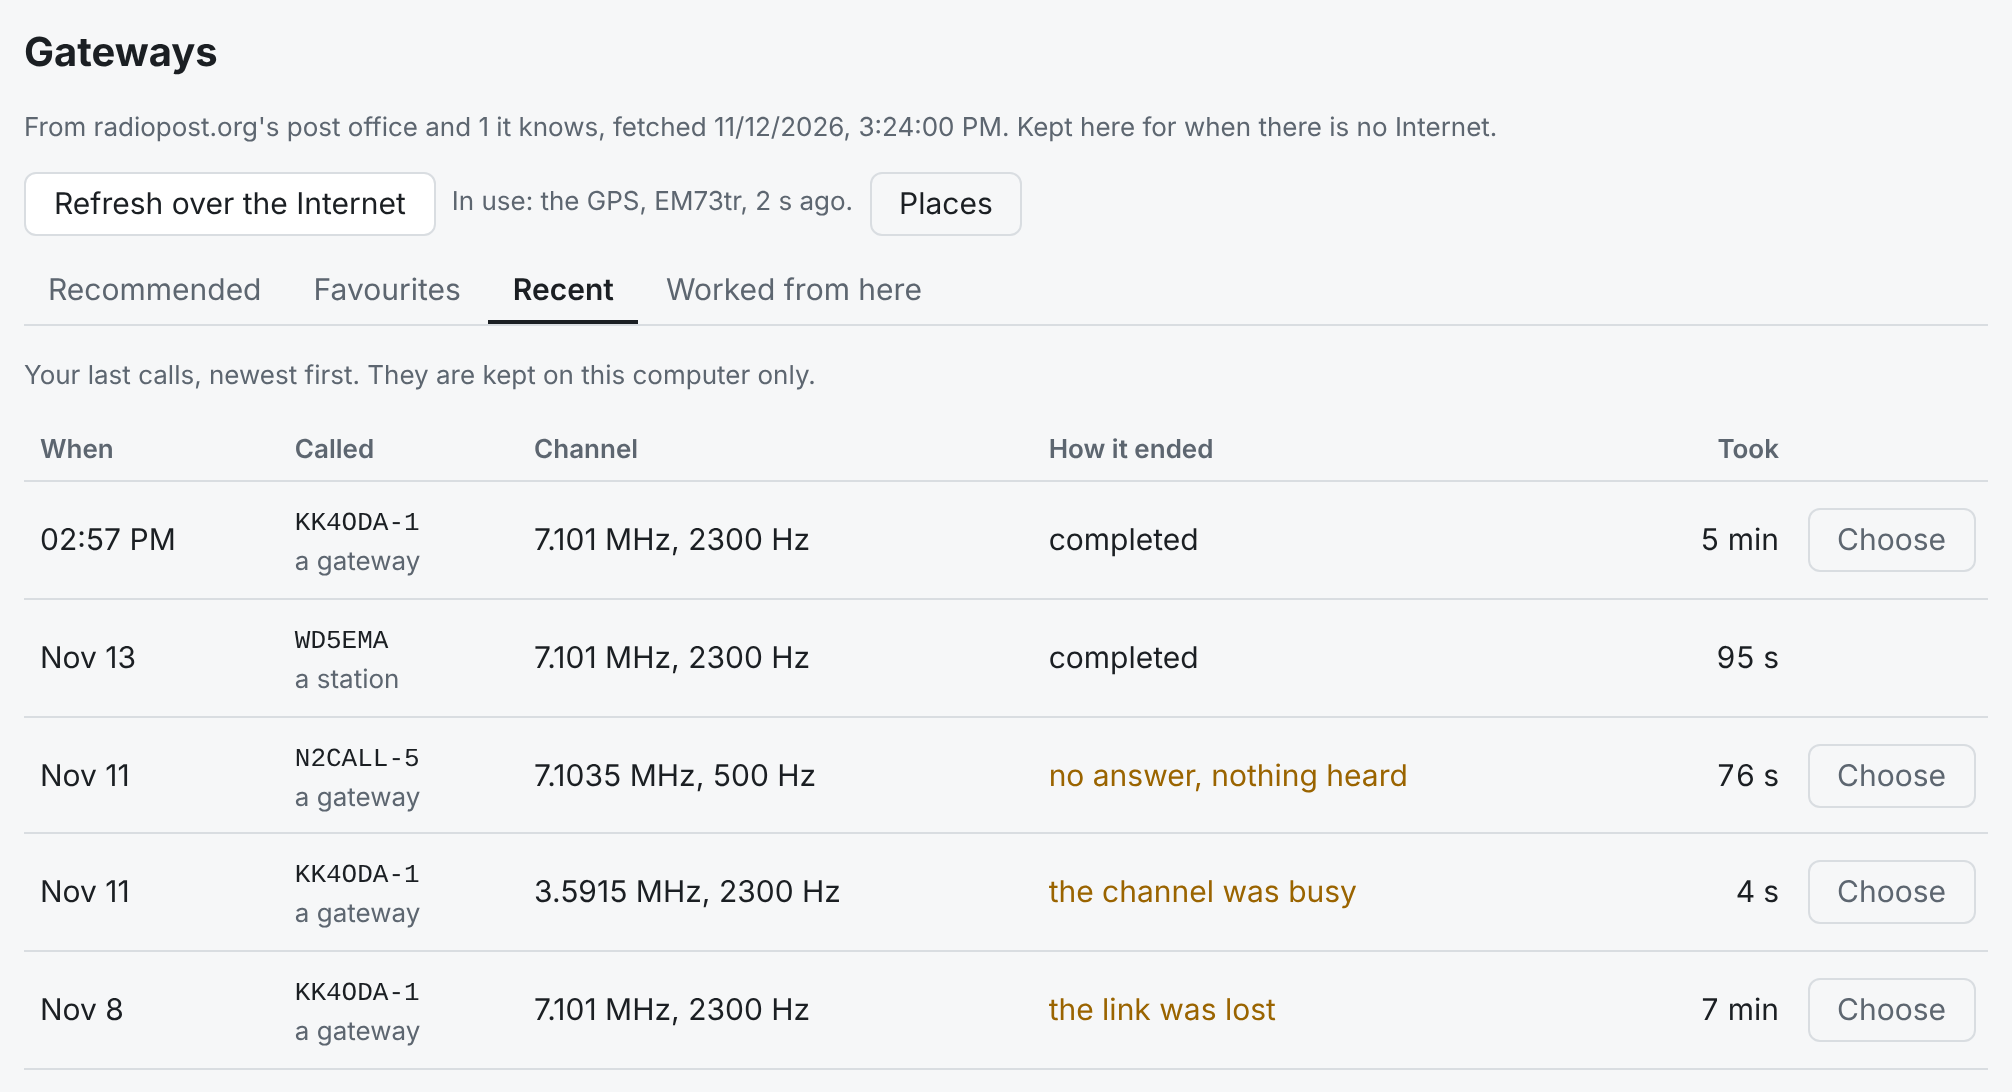 Gateways
From radiopost.org's post office and 1 it knows, fetched 11/12/2026, 3:24:00 PM. Kept here for when there is no Internet.
Refresh over the Internet In use: the GPS, EM73tr, 2 s ago. Places
Recommended Favourites Recent Worked from here
Your last calls, newest first. They are kept on this computer only.
When Called Channel How it ended Took
02:57 PM KK4ODA-1 7.101 MHz, 2300 Hz completed 5 min Choose
a gateway
Nov 13 WD5EMA 7.101 MHz, 2300 Hz completed 95 s
a station
Nov 11 N2CALL-5 7.1035 MHz, 500 Hz no answer, nothing heard 76 s Choose
a gateway
Nov 11 KK4ODA-1 3.5915 MHz, 2300 Hz the channel was busy 4 s Choose
a gateway
Nov 8 KK4ODA-1 7.101 MHz, 2300 Hz the link was lost 7 min Choose
a gateway